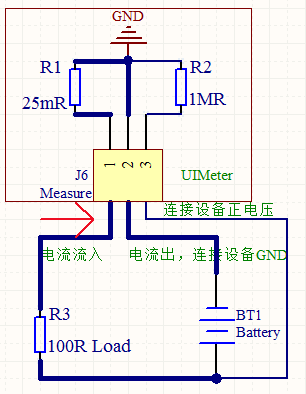 GND
R1
R2
25mR
1MR
1
2
3
J6
UIMeter
Measure
连接设备正电压
电流流入
电流出，连接设备GND
R3
BT1
100R Load
Battery